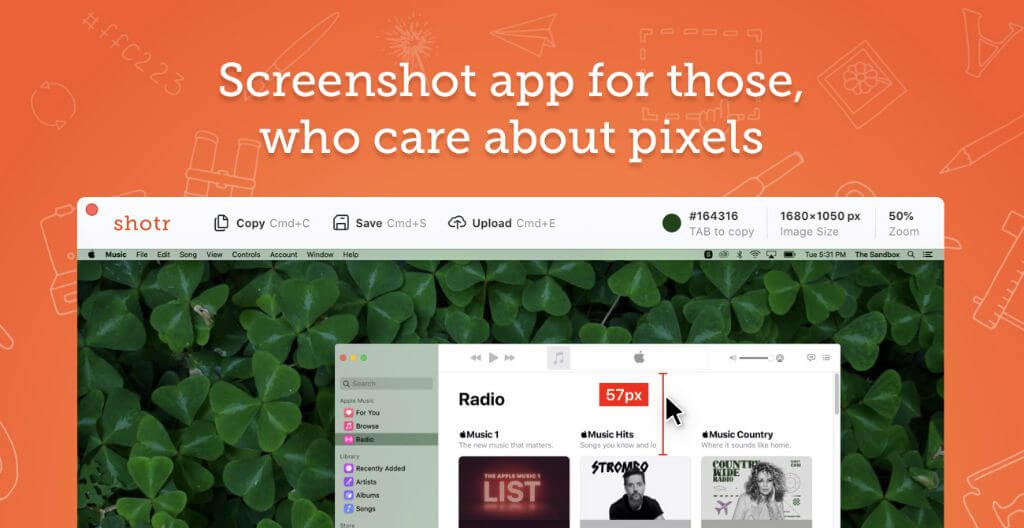 #ffC223
Screenshot app for those,
who care about pixels
shotr
Copy Cmd+C
Save Cmd+S
Upload Cmd+E
#164316
TAB to copy
1680×1050 px
Image Size
50%
Zoom
Music File Edit Song View Controls Account Window Help
Tue 5:31 PM The Sandbox
Search
Apple Music
For You
Browse
Radio
Library
Recently Added
Artists
Albums
Songs
Store
Radio
57px
Music 1
The new music that matters.
Music Hits
Songs you know and lo
Music Country
Where it sounds like home.
THE APPLE MUSIC 1
LIST
STROMBO
COUNTRY
WIDE
RADIO